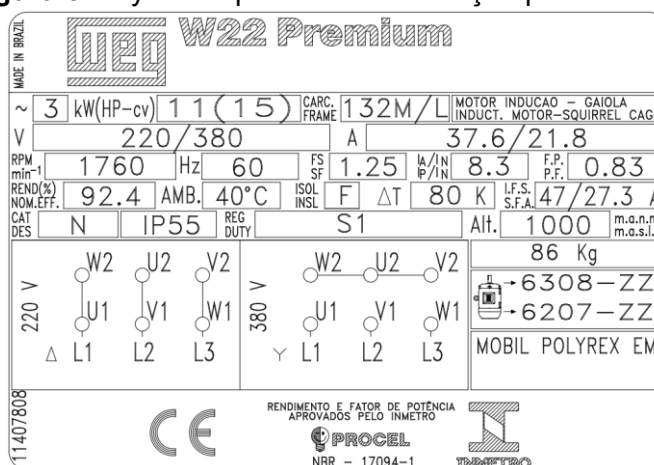 MADE IN BRAZIL
WEG W22 Premium
~ 3 kW(HP-cv) 11(15) CARC. FRAME 132M/L MOTOR INDUCAO - GAIOLA
INDUCT. MOTOR-SQUIRREL CAG
V 220/380 A 37.6/21.8
RPM min-1 1760 Hz 60 FS SF 1.25 IA/IN IP/IN 8.3 F.P. P.F. 0.83
REND(%) NOM.EFF. 92.4 AMB. 40°C ISOL INSL F ΔT 80 K I.F.S. S.F.A. 47/27.3 A
CAT DES N IP55 REG DUTY S1 Alt. 1000 m.a.n.m m.a.s.l.
86 Kg
220 V
W2 U2 V2
U1 V1 W1
Δ L1 L2 L3
380 V
W2 U2 V2
U1 V1 W1
Y L1 L2 L3
6308-ZZ
6207-ZZ
MOBIL POLYREX EM
11407808
CE
RENDIMENTO E FATOR DE POTÊNCIA
APROVADOS PELO INMETRO
PROCEL
NBR - 17094-1
INMETRO